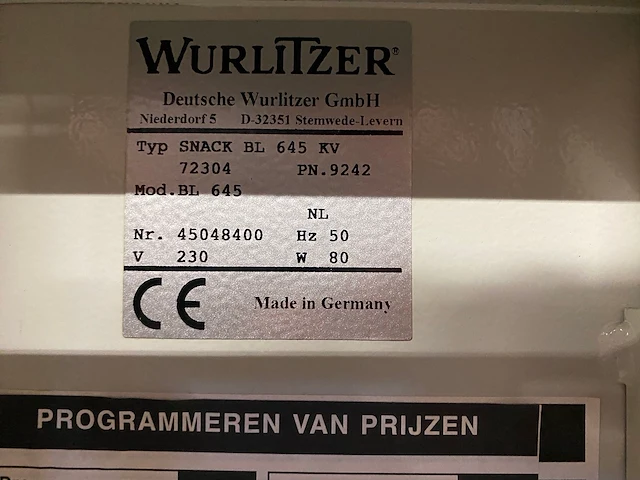 WURLITZER®
Deutsche Wurlitzer GmbH
Niederdorf 5 D-32351 Stemwede-Levern
Typ SNACK BL 645 KV
72304 PN.9242
Mod.BL 645
NL
Nr. 45048400 Hz 50
V 230 W 80
CE Made in Germany
PROGRAMMEREN VAN PRIJZEN